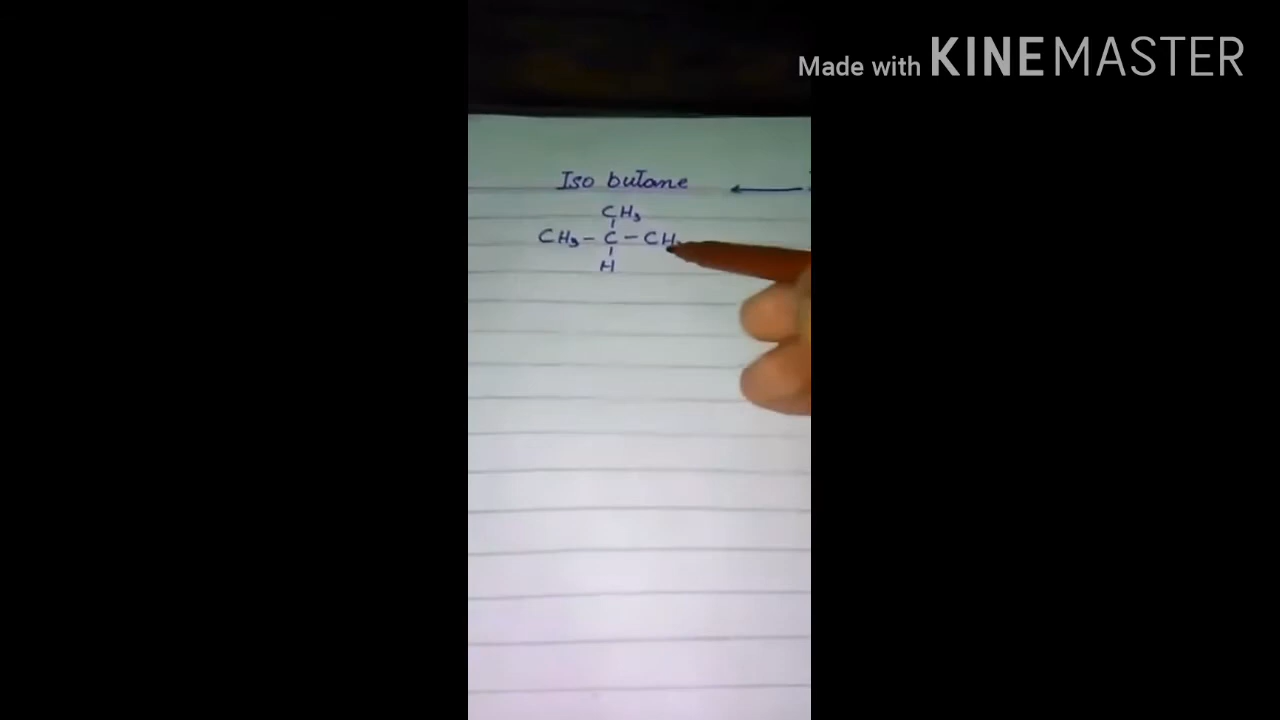 Made with KINEMASTER
Iso butane
CH₃
CH₃ – C – CH₃
H